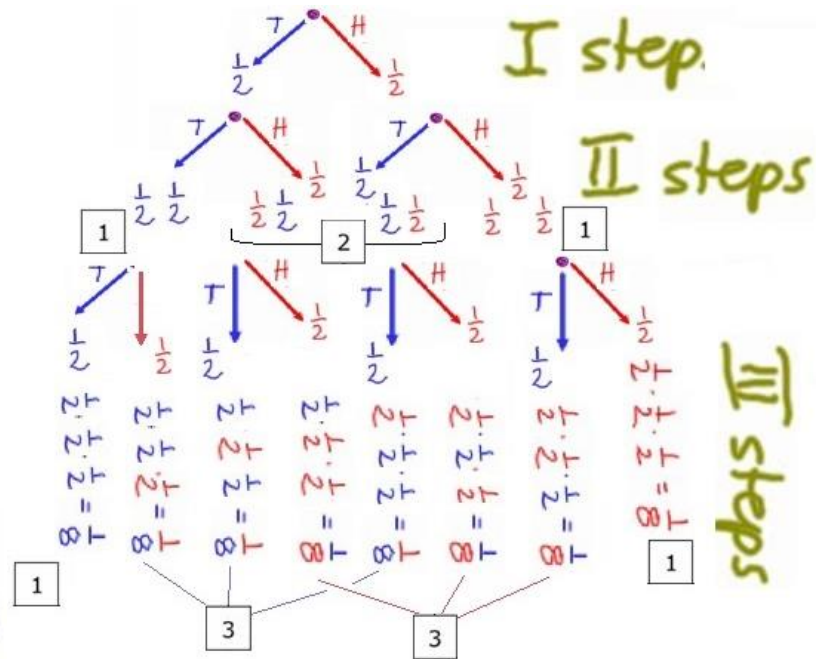 T H
1/2 1/2
I step.
T H T H
1/2 1/2
II steps
1/2 1/2 1/2 1/2 1/2 1/2 1/2 1/2
1 2 1
T T H T H T H
1/2 1/2 1/2 1/2 1/2 1/2 1/2 1/2
III steps
1/2 · 1/2 · 1/2 = 1/8
1/2 · 1/2 · 1/2 = 1/8
1/2 · 1/2 · 1/2 = 1/8
1/2 · 1/2 · 1/2 = 1/8
1/2 · 1/2 · 1/2 = 1/8
1/2 · 1/2 · 1/2 = 1/8
1/2 · 1/2 · 1/2 = 1/8
1/2 · 1/2 · 1/2 = 1/8
1 3 3 1